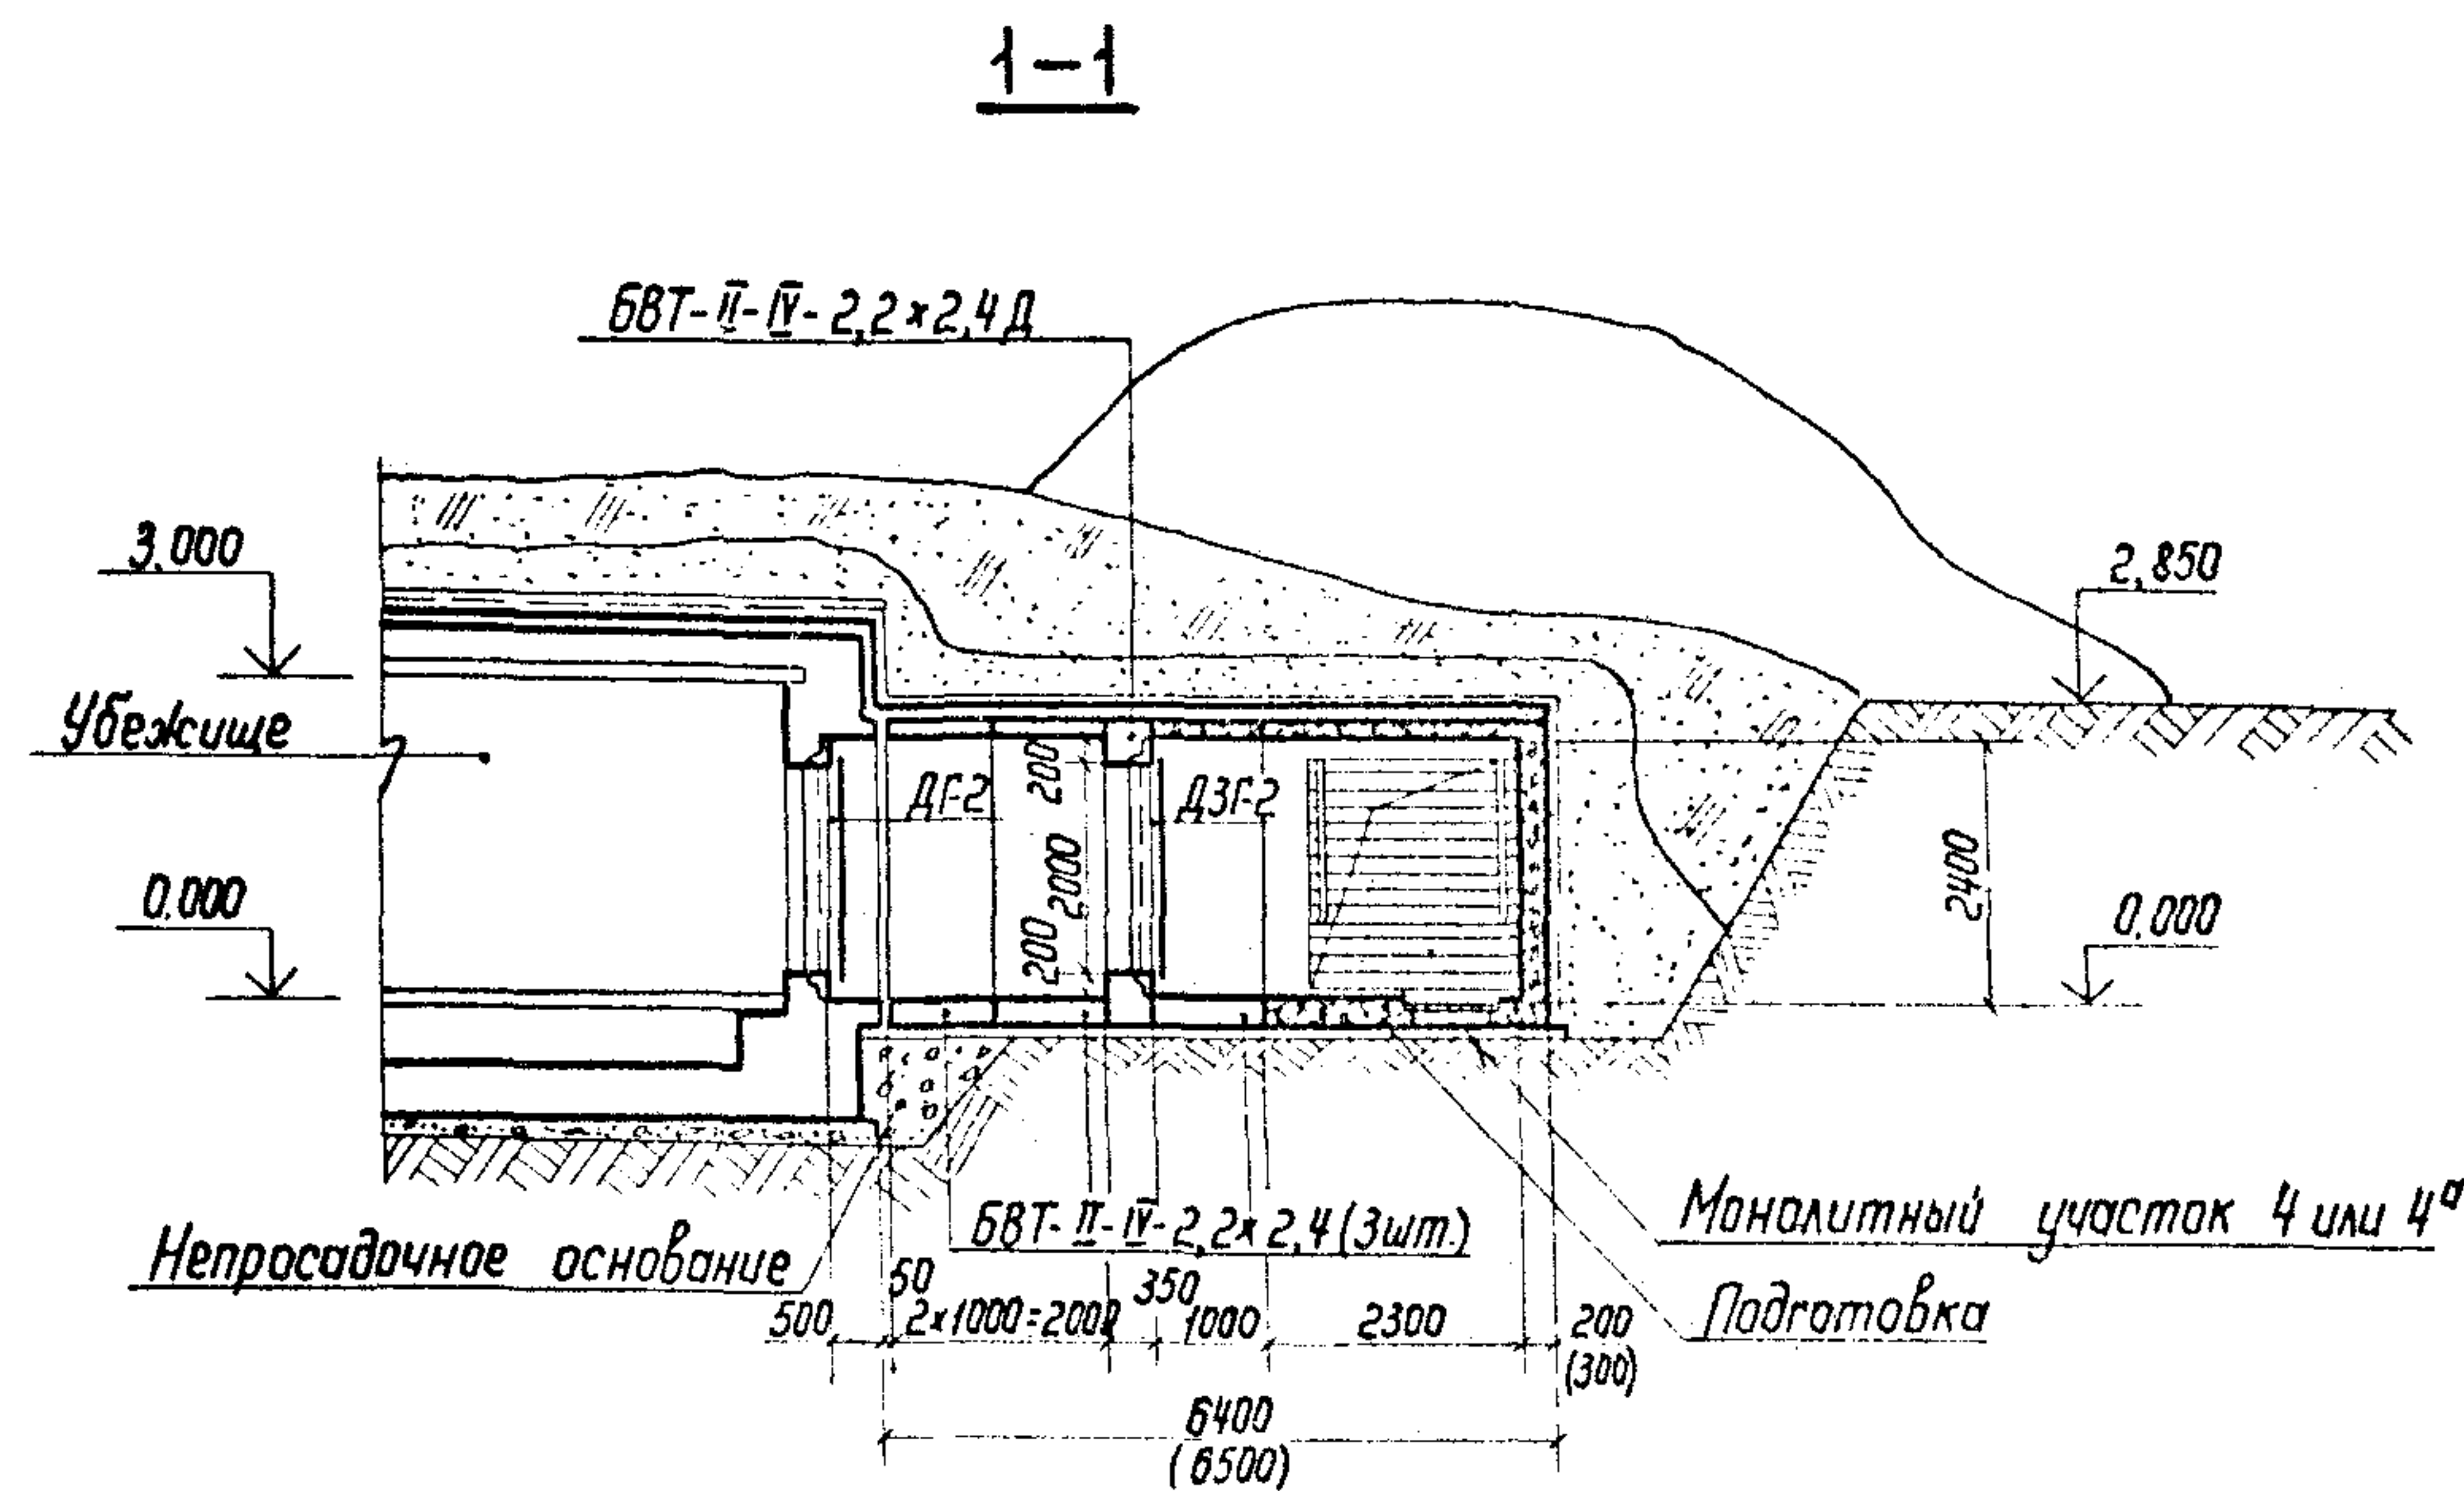 1-1
БВТ-II-IV-2,2×2,4Д
3.000
2,850
Убежище
ДГ-2
200
ДЗГ-2
2000
2400
0.000
0.000
200
БВТ-II-IV-2,2×2,4(3шт.)
Монолитный участок 4 или 4а
Непросадочное основание
Подготовка
50
350
500
2×1000=2000
1000
2300
200
(300)
6400
(6500)